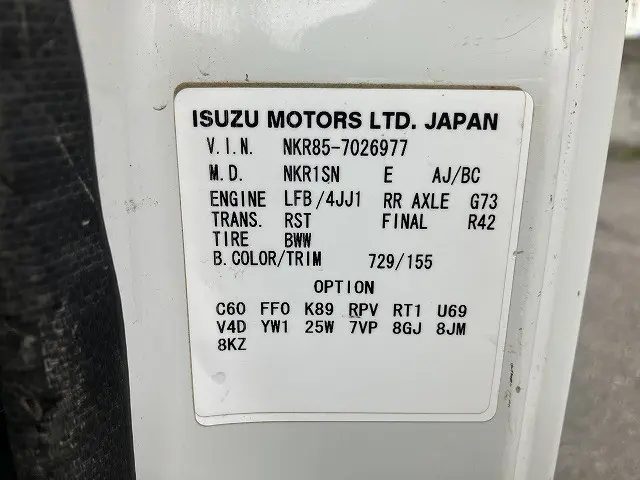 ISUZU MOTORS LTD. JAPAN
V.I.N. NKR85-7026977
M.D. NKR1SN E AJ/BC
ENGINE LFB/4JJ1 RR AXLE G73
TRANS. RST FINAL R42
TIRE BWW
B.COLOR/TRIM 729/155
OPTION
C60 FF0 K89 RPV RT1 U69
V4D YW1 25W 7VP 8GJ 8JM
8KZ